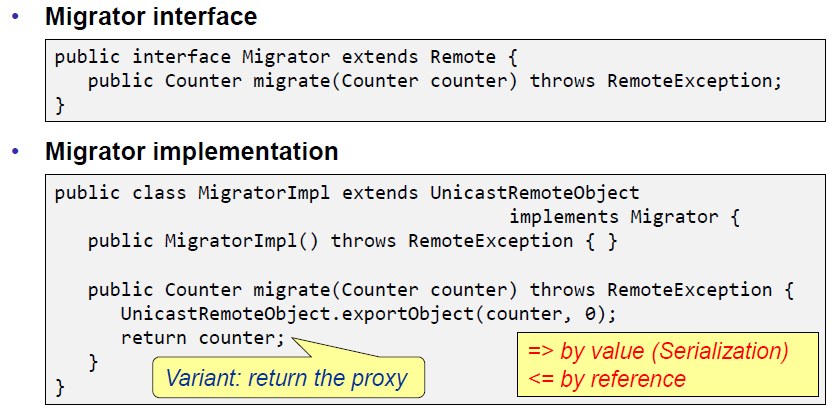 • Migrator interface
public interface Migrator extends Remote {
public Counter migrate(Counter counter) throws RemoteException;
}
• Migrator implementation
public class MigratorImpl extends UnicastRemoteObject
implements Migrator {
public MigratorImpl() throws RemoteException { }
public Counter migrate(Counter counter) throws RemoteException {
UnicastRemoteObject.exportObject(counter, 0);
return counter;
}
}
Variant: return the proxy
=> by value (Serialization)
<= by reference